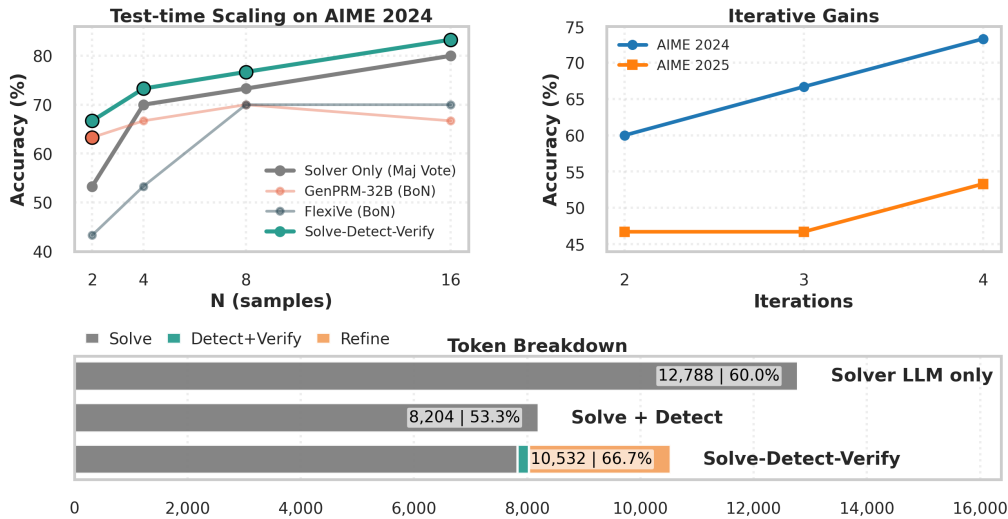 Test-time Scaling on AIME 2024
Accuracy (%)
80
70
60
50
40
Solver Only (Maj Vote)
GenPRM-32B (BoN)
FlexiVe (BoN)
Solve-Detect-Verify
2 4 8 16
N (samples)
Iterative Gains
Accuracy (%)
75
70
65
60
55
50
45
AIME 2024
AIME 2025
2 3 4
Iterations
Solve Detect+Verify Refine
Token Breakdown
12,788 | 60.0% Solver LLM only
8,204 | 53.3% Solve + Detect
10,532 | 66.7% Solve-Detect-Verify
0 2,000 4,000 6,000 8,000 10,000 12,000 14,000 16,000